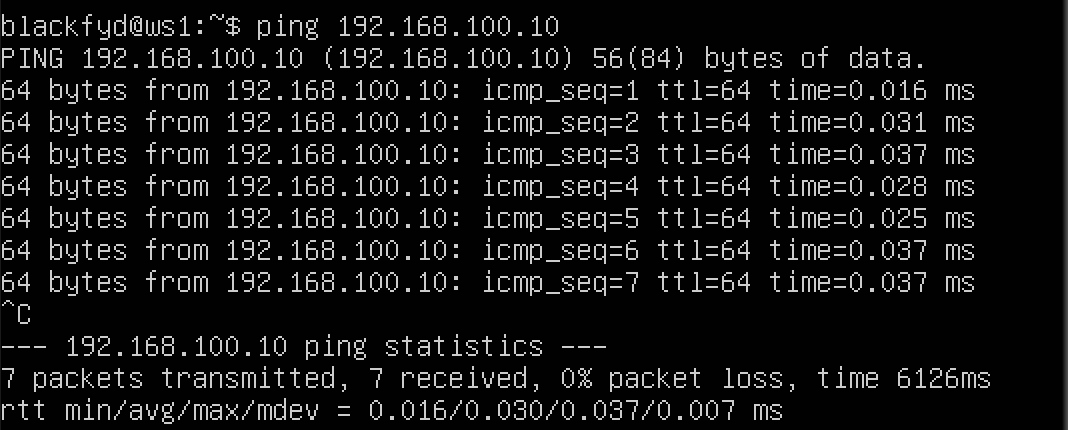 blackfyd@ws1:~$ ping 192.168.100.10
PING 192.168.100.10 (192.168.100.10) 56(84) bytes of data.
64 bytes from 192.168.100.10: icmp_seq=1 ttl=64 time=0.016 ms
64 bytes from 192.168.100.10: icmp_seq=2 ttl=64 time=0.031 ms
64 bytes from 192.168.100.10: icmp_seq=3 ttl=64 time=0.037 ms
64 bytes from 192.168.100.10: icmp_seq=4 ttl=64 time=0.028 ms
64 bytes from 192.168.100.10: icmp_seq=5 ttl=64 time=0.025 ms
64 bytes from 192.168.100.10: icmp_seq=6 ttl=64 time=0.037 ms
64 bytes from 192.168.100.10: icmp_seq=7 ttl=64 time=0.037 ms
^C
--- 192.168.100.10 ping statistics ---
7 packets transmitted, 7 received, 0% packet loss, time 6126ms
rtt min/avg/max/mdev = 0.016/0.030/0.037/0.007 ms